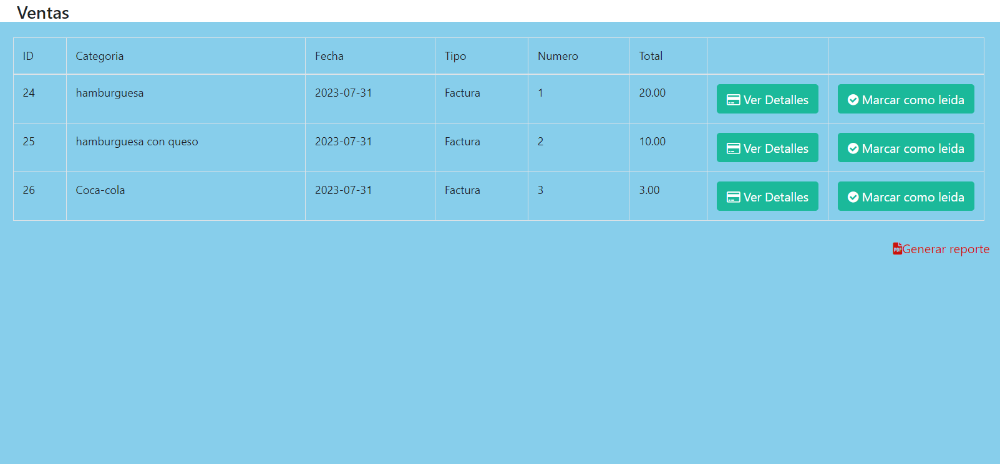 Ventas
ID Categoria Fecha Tipo Numero Total
24 hamburguesa 2023-07-31 Factura 1 20.00 Ver Detalles Marcar como leida
25 hamburguesa con queso 2023-07-31 Factura 2 10.00 Ver Detalles Marcar como leida
26 Coca-cola 2023-07-31 Factura 3 3.00 Ver Detalles Marcar como leida
PDF Generar reporte